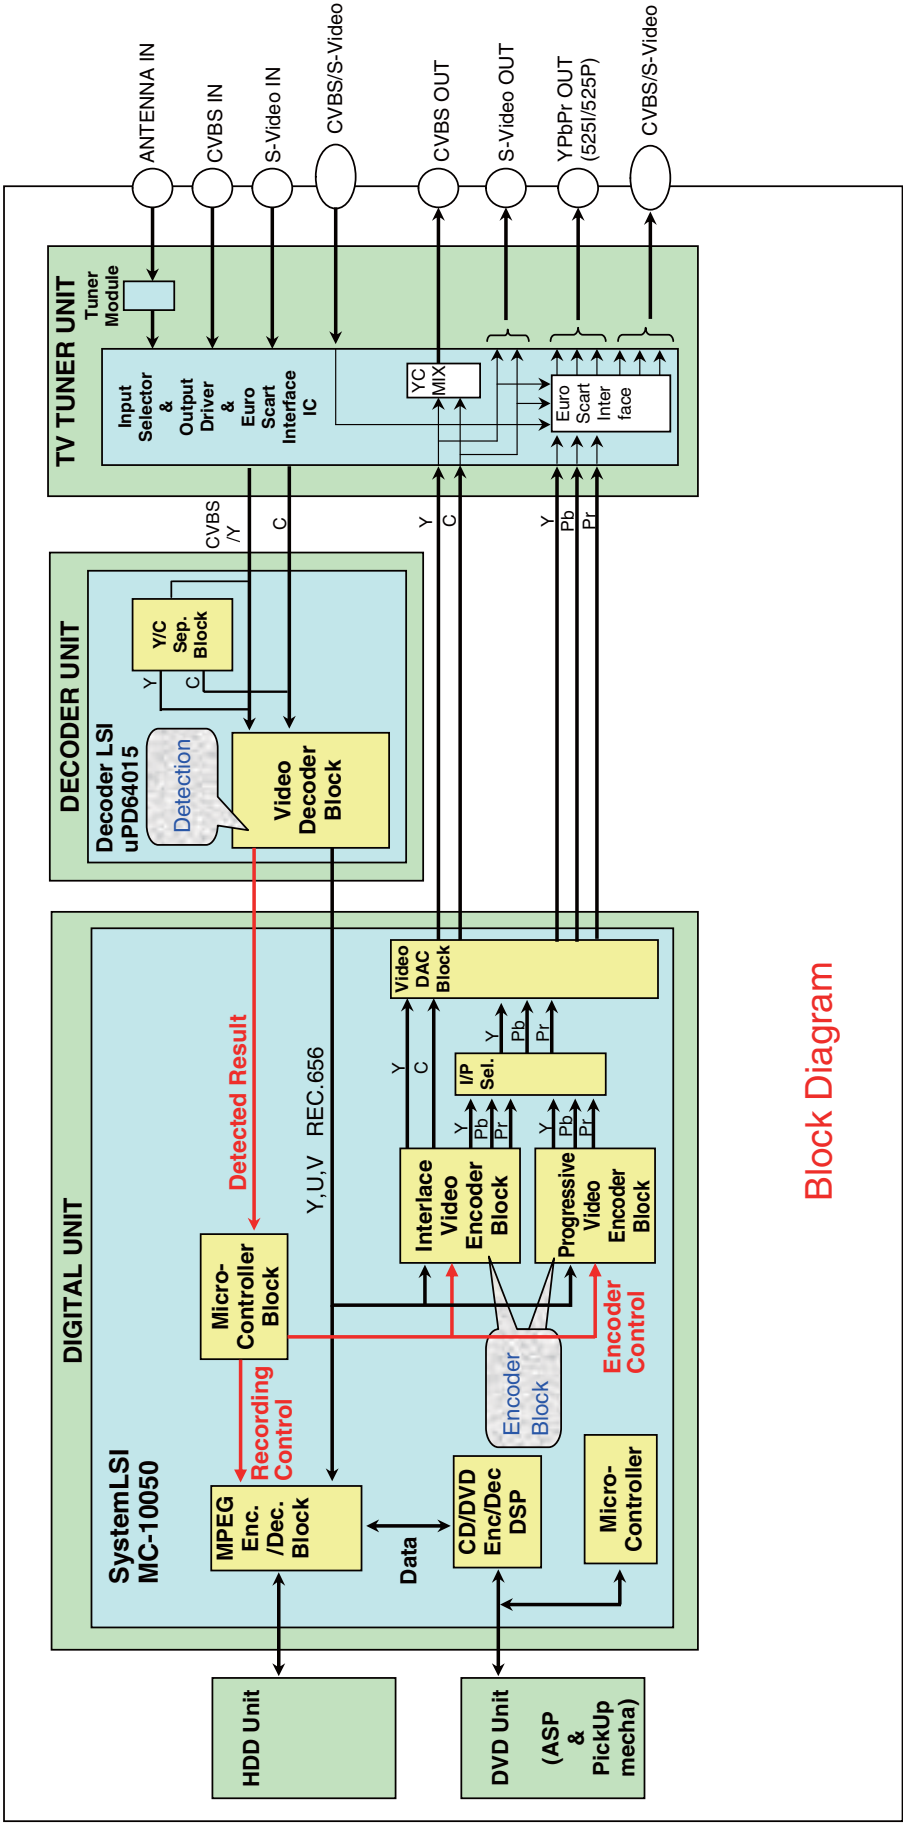 HDD Unit
DVD Unit
(ASP
&
PickUp
mecha)
DIGITAL UNIT
SystemLSI
MC-10050
MPEG
Enc.
/Dec.
Block
Recording
Control
Micro-
Controller
Block
Detected Result
Y,U,V REC.656
Data
CD/DVD
Enc/Dec
DSP
Micro-
Controller
Encoder
Block
Encoder
Control
Interlace
Video
Encoder
Block
Progressive
Video
Encoder
Block
Y
C
Y
Pb
Pr
Y
Pb
Pr
I/P
Sel.
Y
Pb
Pr
Video
DAC
Block
DECODER UNIT
Decoder LSI
uPD64015
Detection
Video
Decoder
Block
Y
C
Y/C
Sep.
Block
CVBS
/Y
C
Y
C
Y
Pb
Pr
TV TUNER UNIT
Tuner
Module
Input
Selector
&
Output
Driver
&
Euro
Scart
Interface
IC
YC
MIX
Euro
Scart
Inter
face
ANTENNA IN
CVBS IN
S-Video IN
CVBS/S-Video
CVBS OUT
S-Video OUT
YPbPr OUT
(525I/525P)
CVBS/S-Video
Block Diagram